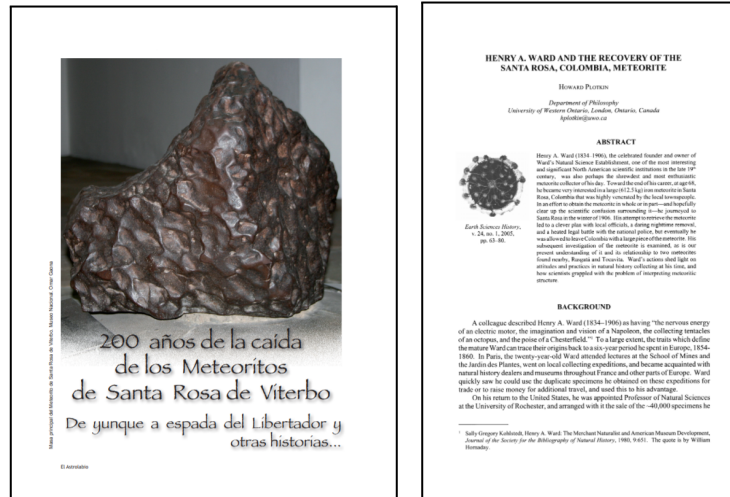 Masa principal del Meteorito de Santa Rosa de Viterbo, Museo Nacional, Omer Gaona
200 años de la caida
de los Meteoritos
de Santa Rosa de Viterbo
De yunque a espada del Libertador y
otras historias...
El Astrolabio
HENRY A. WARD AND THE RECOVERY OF THE
SANTA ROSA, COLOMBIA, METEORITE
HOWARD PLOTKIN
Department of Philosophy
University of Western Ontario, London, Ontario, Canada
hplotkin@uwo.ca
ABSTRACT
Henry A. Ward (1834–1906), the celebrated founder and owner of
Ward's Natural Science Establishment, one of the most interesting
and significant North American scientific institutions in the late 19th
century, was also perhaps the shrewdest and most enthusiastic
meteorite collector of his day. Toward the end of his career, at age 68,
he became very interested in a large (612.5 kg) iron meteorite in Santa
Rosa, Colombia that was highly venerated by the local townspeople.
In an effort to obtain the meteorite in whole or in part—and hopefully
clear up the scientific confusion surrounding it—he journeyed to
Santa Rosa in the winter of 1906. His attempt to retrieve the meteorite
led to a clever plan with local officials, a daring nighttime removal,
and a heated legal battle with the national police, but eventually he
was allowed to leave Colombia with a large piece of the meteorite. His
subsequent investigation of the meteorite is examined, as is our
present understanding of it and its relationship to two meteorites
found nearby, Rasgatá and Tocavita. Ward's actions shed light on
attitudes and practices in natural history collecting at his time, and
how scientists grappled with the problem of interpreting meteoritic
structure.
Earth Sciences History,
v. 24, no. 1, 2005,
pp. 63–80.
BACKGROUND
A colleague described Henry A. Ward (1834–1906) as having "the nervous energy
of an electric motor, the imagination and vision of a Napoleon, the collecting tentacles
of an octopus, and the poise of a Chesterfield."1 To a large extent, the traits which define
the mature Ward can trace their origins back to a six-year period he spent in Europe, 1854-
1860. In Paris, the twenty-year-old Ward attended lectures at the School of Mines and
the Jardin des Plantes, went on local collecting expeditions, and became acquainted with
natural history dealers and museums throughout France and other parts of Europe. Ward
quickly saw he could use the duplicate specimens he obtained on these expeditions for
trade or to raise money for additional travel, and used this to his advantage.
On his return to the United States, he was appointed Professor of Natural Sciences
at the University of Rochester, and arranged with it the sale of the ~40,000 specimens he
1 Sally Gregory Kohlstedt, Henry A. Ward: The Merchant Naturalist and American Museum Development,
Journal of the Society for the Bibliography of Natural History, 1980, 9:651. The quote is by William
Hornaday.